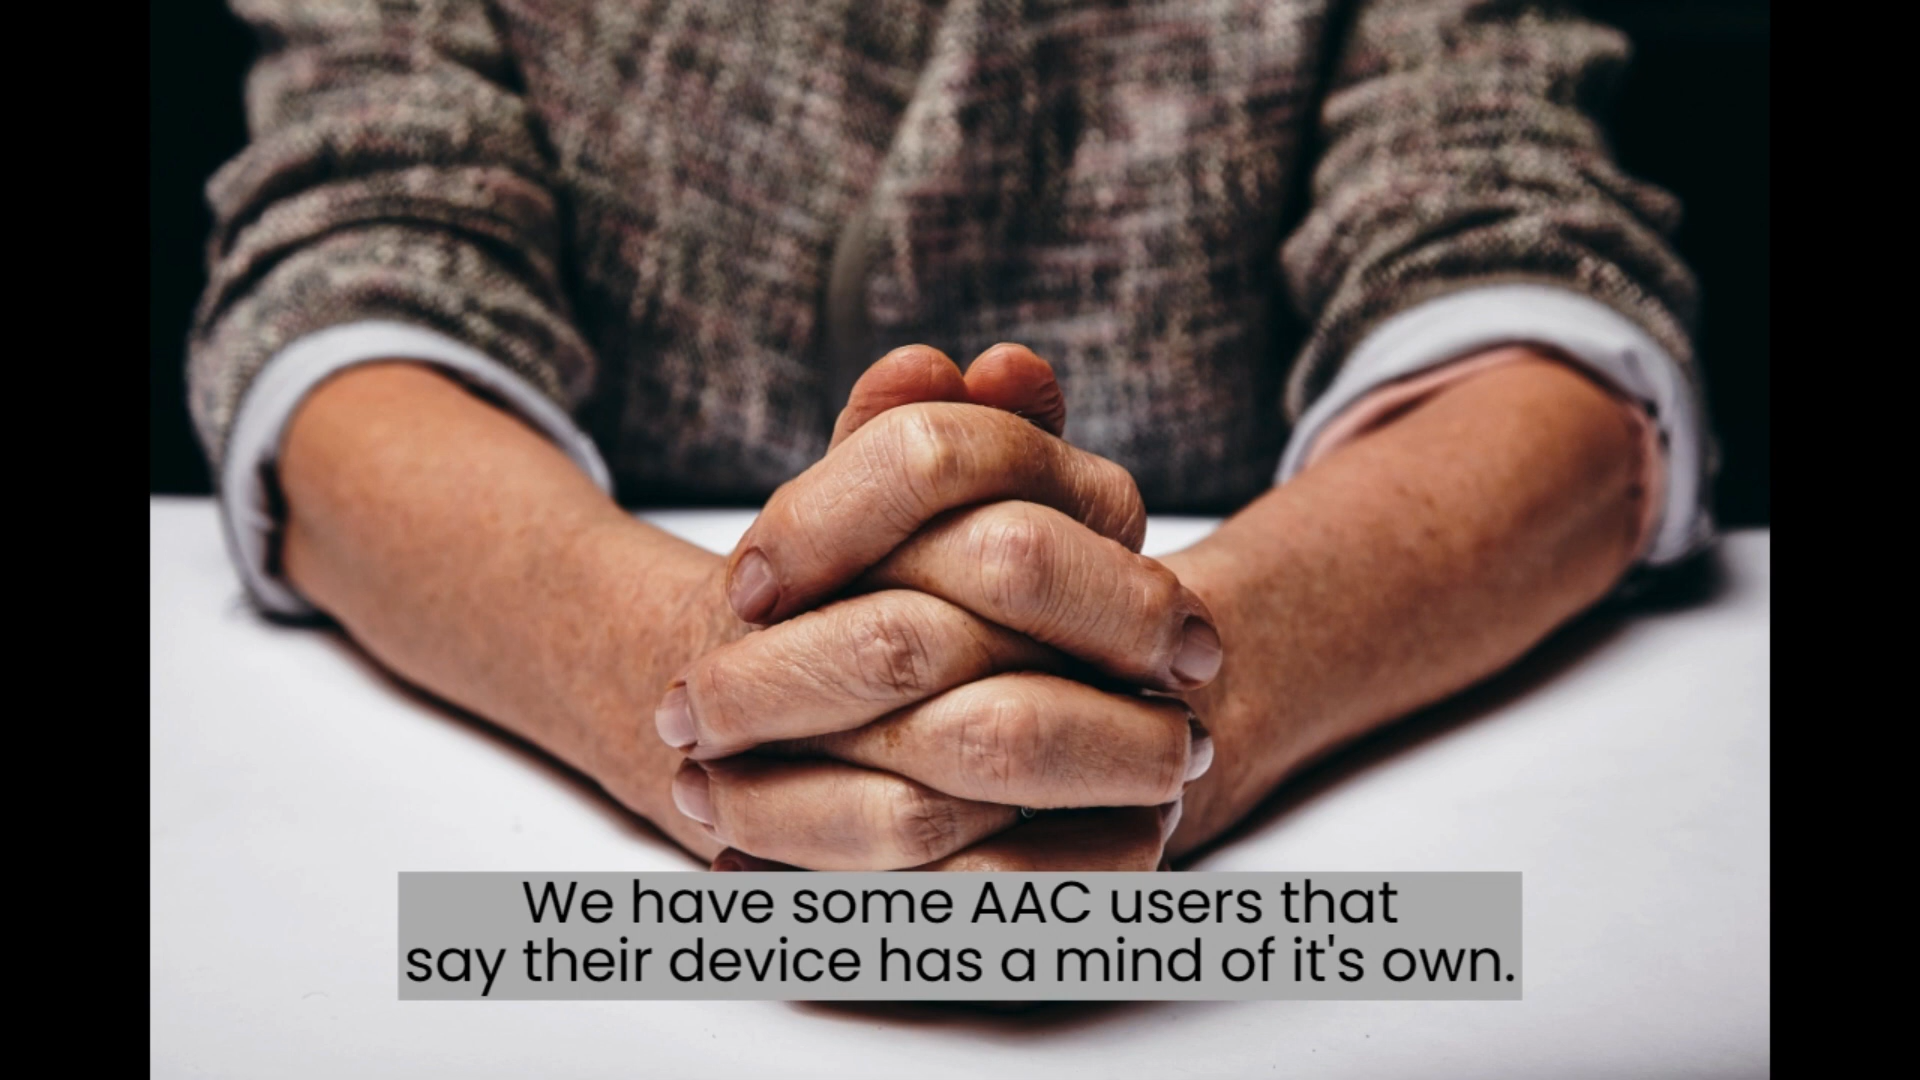 We have some AAC users that
say their device has a mind of it's own.